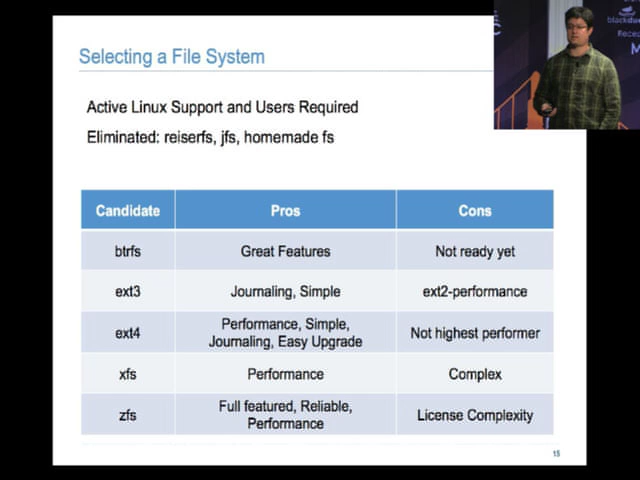 Selecting a File System
Active Linux Support and Users Required
Eliminated: reiserfs, jfs, homemade fs
Candidate Pros Cons
btrfs Great Features Not ready yet
ext3 Journaling, Simple ext2-performance
ext4 Performance, Simple, Journaling, Easy Upgrade Not highest performer
xfs Performance Complex
zfs Full featured, Reliable, Performance License Complexity
15